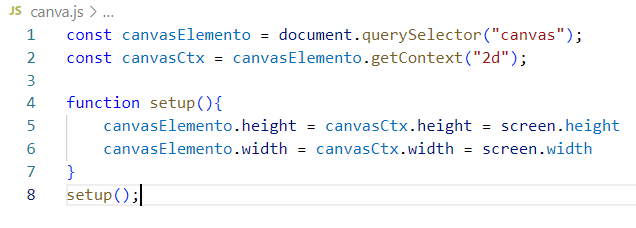 JS canva.js > ...
1 const canvasElemento = document.querySelector("canvas");
2 const canvasCtx = canvasElemento.getContext("2d");
3
4 function setup(){
5     canvasElemento.height = canvasCtx.height = screen.height
6     canvasElemento.width = canvasCtx.width = screen.width
7 }
8 setup();